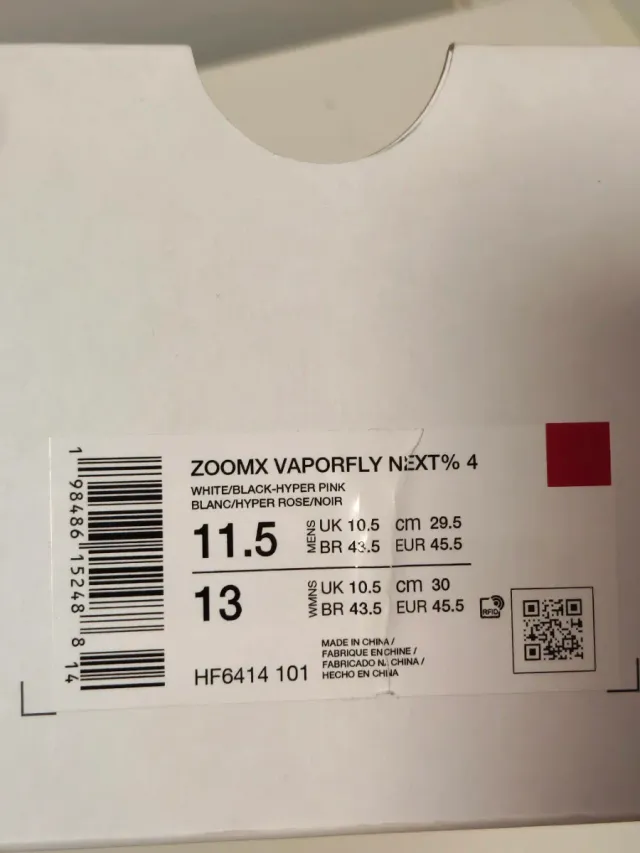 ZOOMX VAPORFLY NEXT% 4
WHITE/BLACK-HYPER PINK
BLANC/HYPER ROSE/NOIR
11.5 MENS UK 10.5 cm 29.5
BR 43.5 EUR 45.5
13 WMNS UK 10.5 cm 30
BR 43.5 EUR 45.5
RFID
MADE IN CHINA /
FABRIQUE EN CHINE /
FABRICADO N. CHINA /
HECHO EN CHINA
HF6414 101
1 98486 15248 8 14